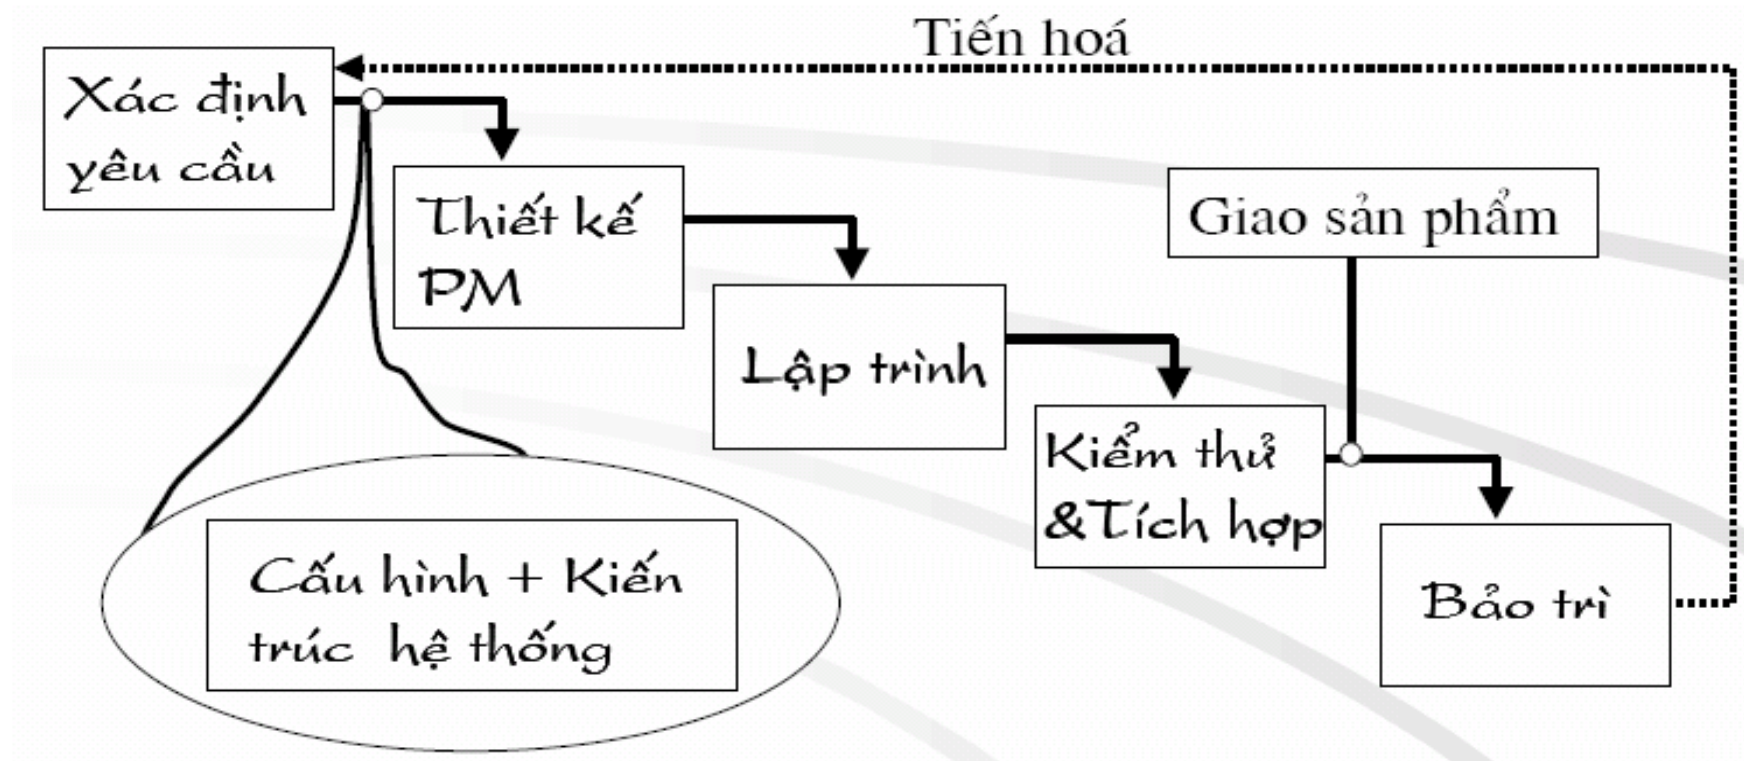 Tiến hoá
Xác định
yêu cầu
Thiết kế
PM
Giao sản phẩm
Lập trình
Kiểm thử
&Tích hợp
Cấu hình + Kiến
trúc hệ thống
Bảo trì